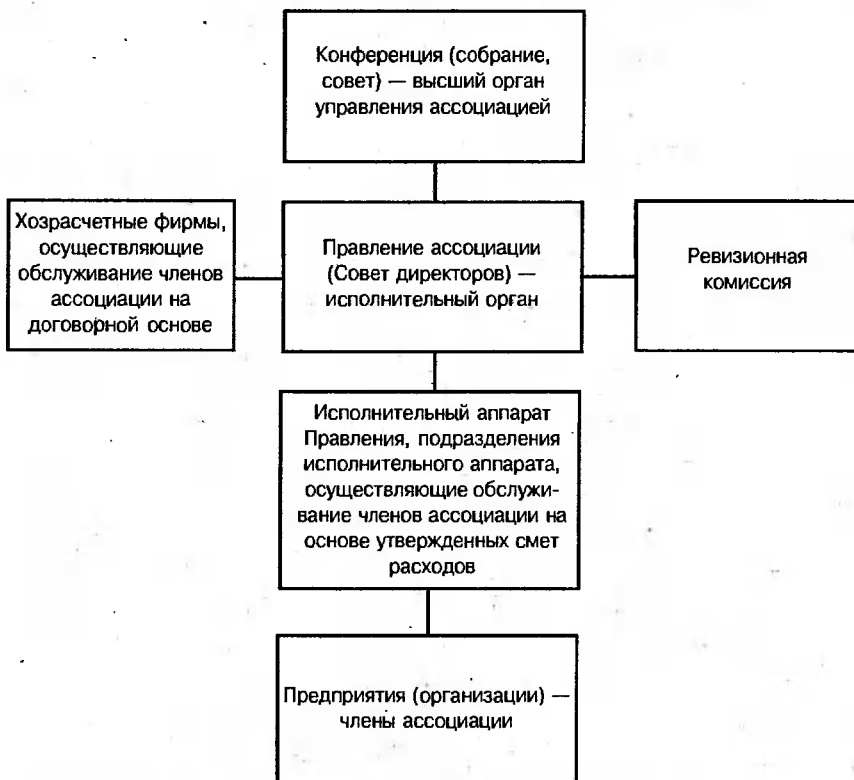 Конференция (собрание,
совет) — высший орган
управления ассоциацией
Хозрасчетные фирмы,
осуществляющие
обслуживание членов
ассоциации на
договорной основе
Правление ассоциации
(Совет директоров) —
исполнительный орган
Ревизионная
комиссия
Исполнительный аппарат
Правления, подразделения
исполнительного аппарата,
осуществляющие обслужи-
вание членов ассоциации на
основе утвержденных смет
расходов
Предприятия (организации) —
члены ассоциации